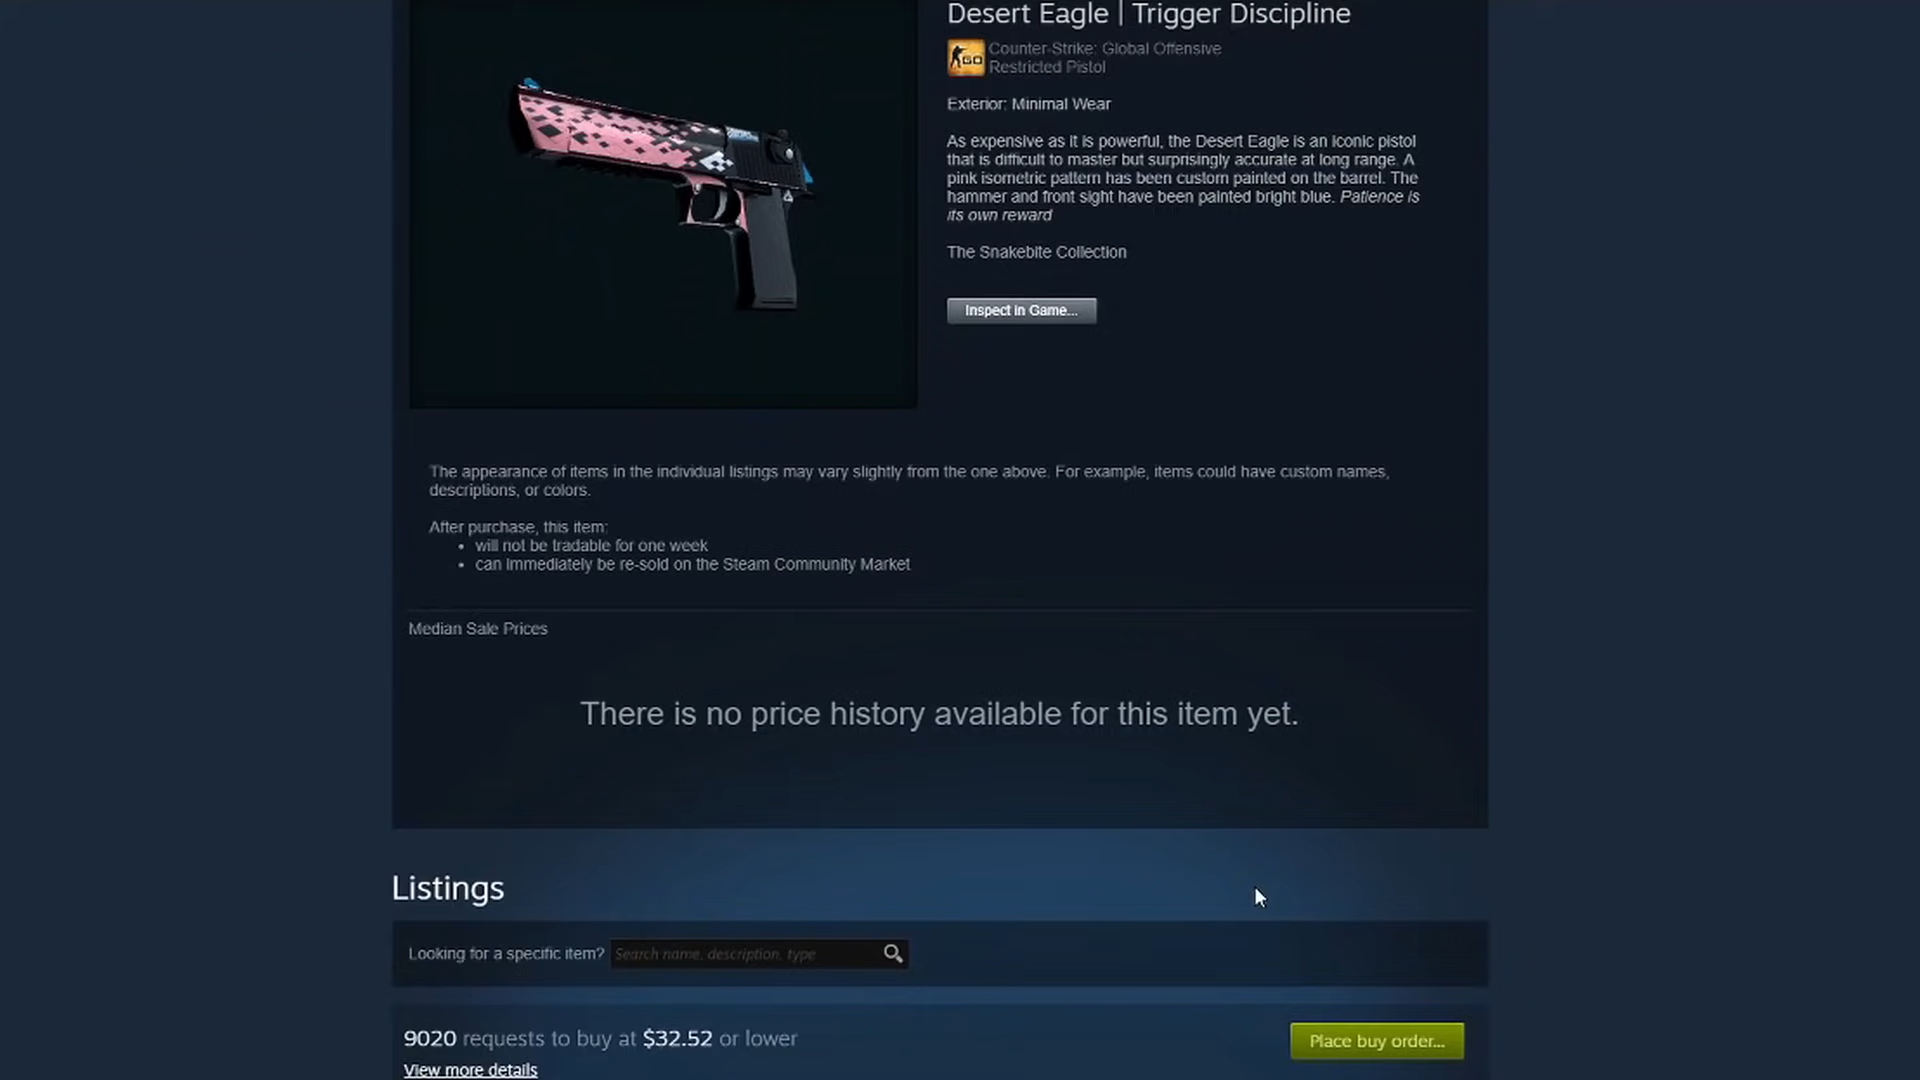 Desert Eagle | Trigger Discipline
GO
Counter-Strike: Global Offensive
Restricted Pistol
Exterior: Minimal Wear
As expensive as it is powerful, the Desert Eagle is an iconic pistol
that is difficult to master but surprisingly accurate at long range. A
pink isometric pattern has been custom painted on the barrel. The
hammer and front sight have been painted bright blue. Patience is
its own reward
The Snakebite Collection
Inspect in Game...
The appearance of items in the individual listings may vary slightly from the one above. For example, items could have custom names,
descriptions, or colors.
After purchase, this item:
• will not be tradable for one week
• can immediately be re-sold on the Steam Community Market
Median Sale Prices
There is no price history available for this item yet.
Listings
Looking for a specific item? Search name, description, type
9020 requests to buy at $32.52 or lower
Place buy order...
View more details